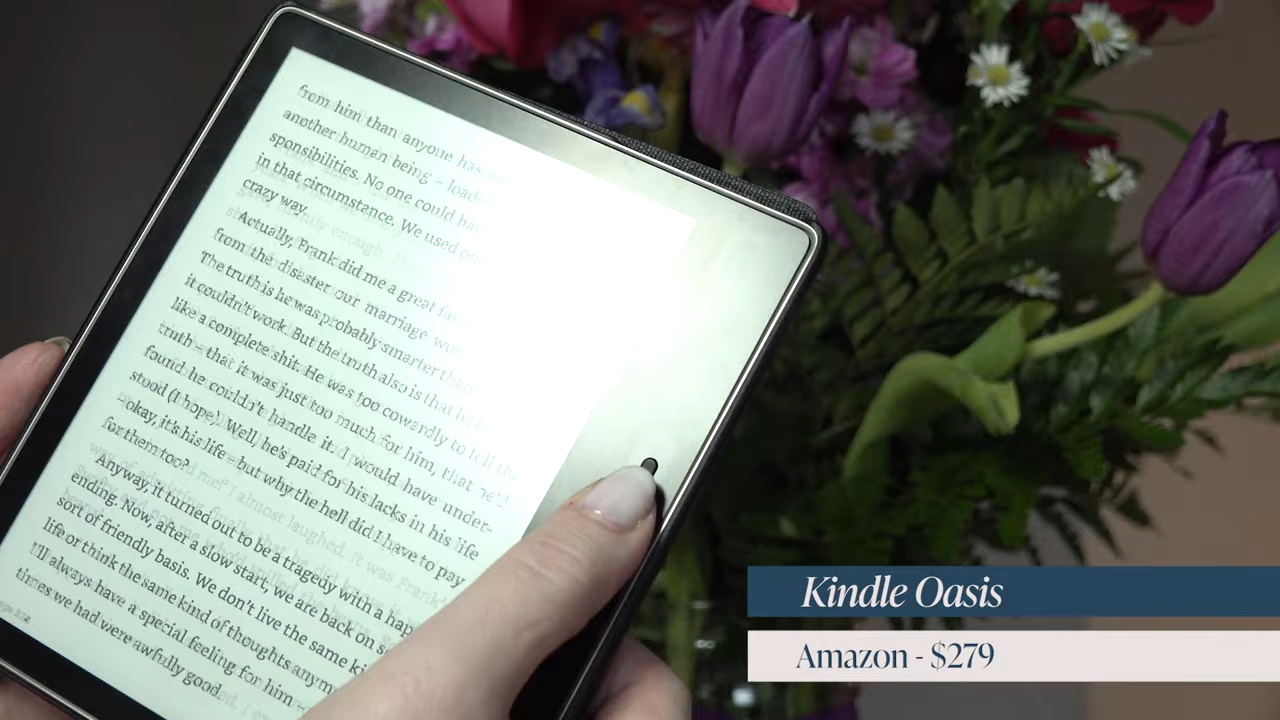 from him than anyone has
another human being – loade
sponsibilities. No one could ha
in that circumstance. We used o
crazy way.
Actually, Frank did me a great fav
from the disaster our marriage wou
The truth is he was probably smarter than
it couldn't work. But the truth also is that he
like a complete shit. He was too cowardly to tell
truth – that it was just too much for him, that he'd
found he couldn't handle it. I would have under-
stood (I hope). Well, he's paid for his lacks in his life
okay, it's his life – but why the hell did I have to pay
for them too?
Anyway, it turned out to be a tragedy with a hap
ending. Now, after a slow start, we are back on s
sort of friendly basis. We don't live the same ki
life or think the same kind of thoughts anym
I'll always have a special feeling for him
times we had were awfully good.
Kindle Oasis
Amazon - $279